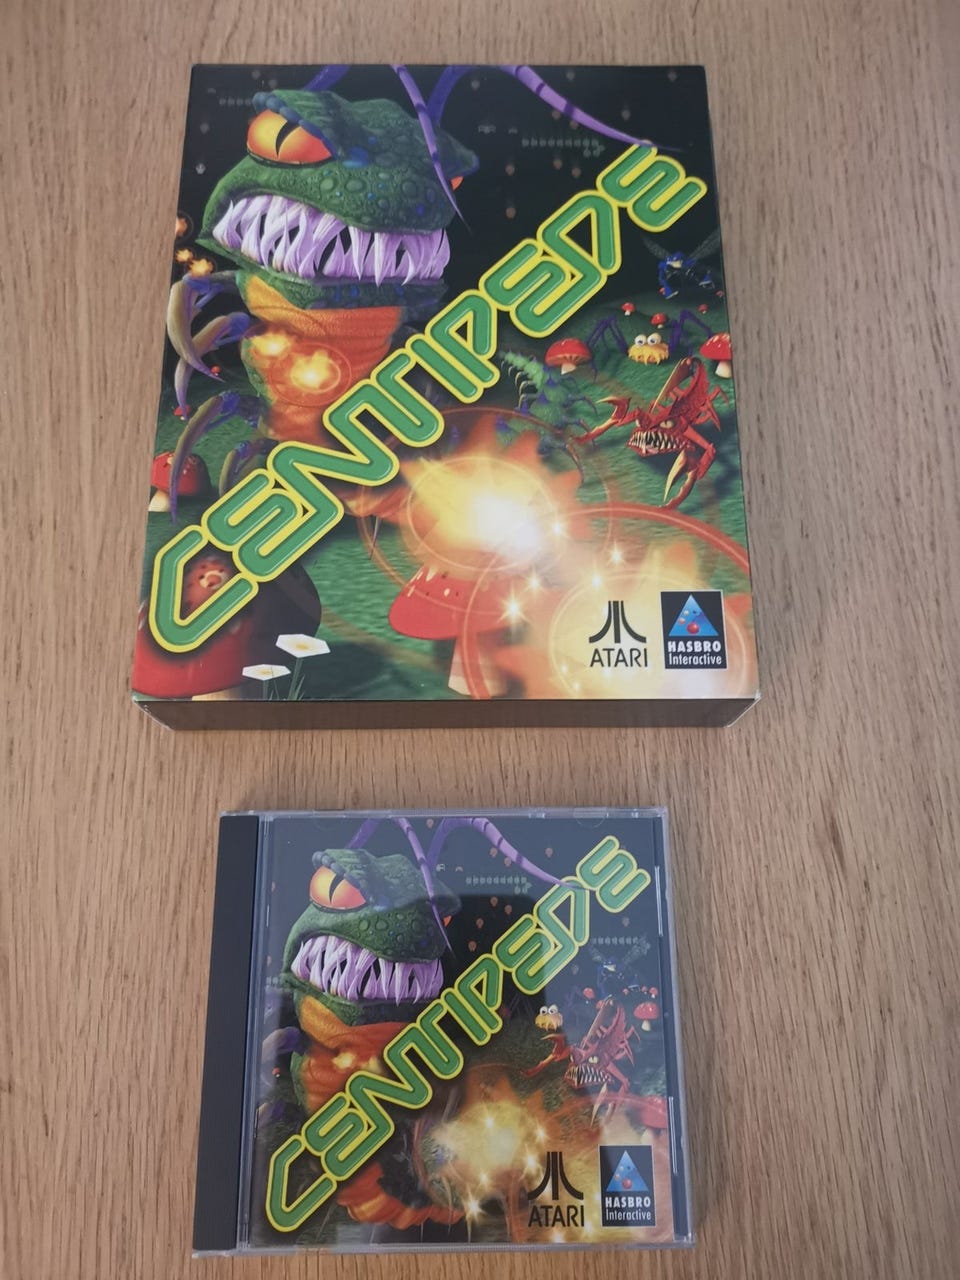 CENTIPEDE
ATARI
HASBRO
Interactive
CENTIPEDE
ATARI
HASBRO
Interactive